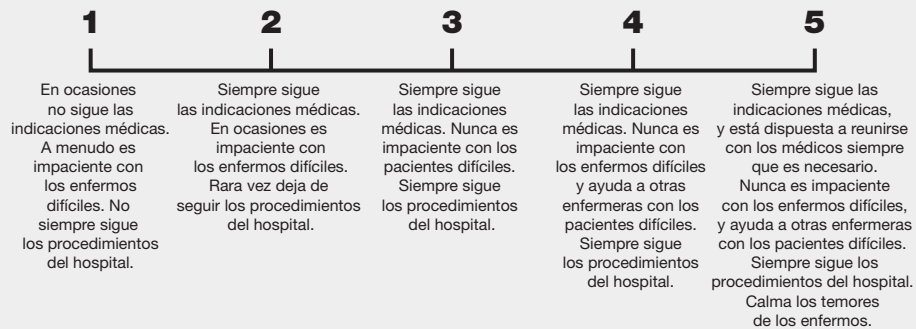 1
2
3
4
5
En ocasiones
no sigue las
indicaciones médicas.
A menudo es
impaciente con
los enfermos
difíciles. No
siempre sigue
los procedimientos
del hospital.
Siempre sigue
las indicaciones médicas.
En ocasiones es
impaciente con
los enfermos difíciles.
Rara vez deja de
seguir los procedimientos
del hospital.
Siempre sigue
las indicaciones
médicas. Nunca es
impaciente con los
pacientes difíciles.
Siempre sigue
los procedimientos
del hospital.
Siempre sigue
las indicaciones
médicas. Nunca es
impaciente con
los enfermos difíciles
y ayuda a otras
enfermeras con los
pacientes difíciles.
Siempre sigue
los procedimientos
del hospital.
Siempre sigue las
indicaciones médicas,
y está dispuesta a reunirse
con los médicos siempre
que es necesario.
Nunca es impaciente
con los enfermos difíciles,
y ayuda a otras enfermeras
con los pacientes difíciles.
Siempre sigue los
procedimientos del hospital.
Calma los temores
de los enfermos.